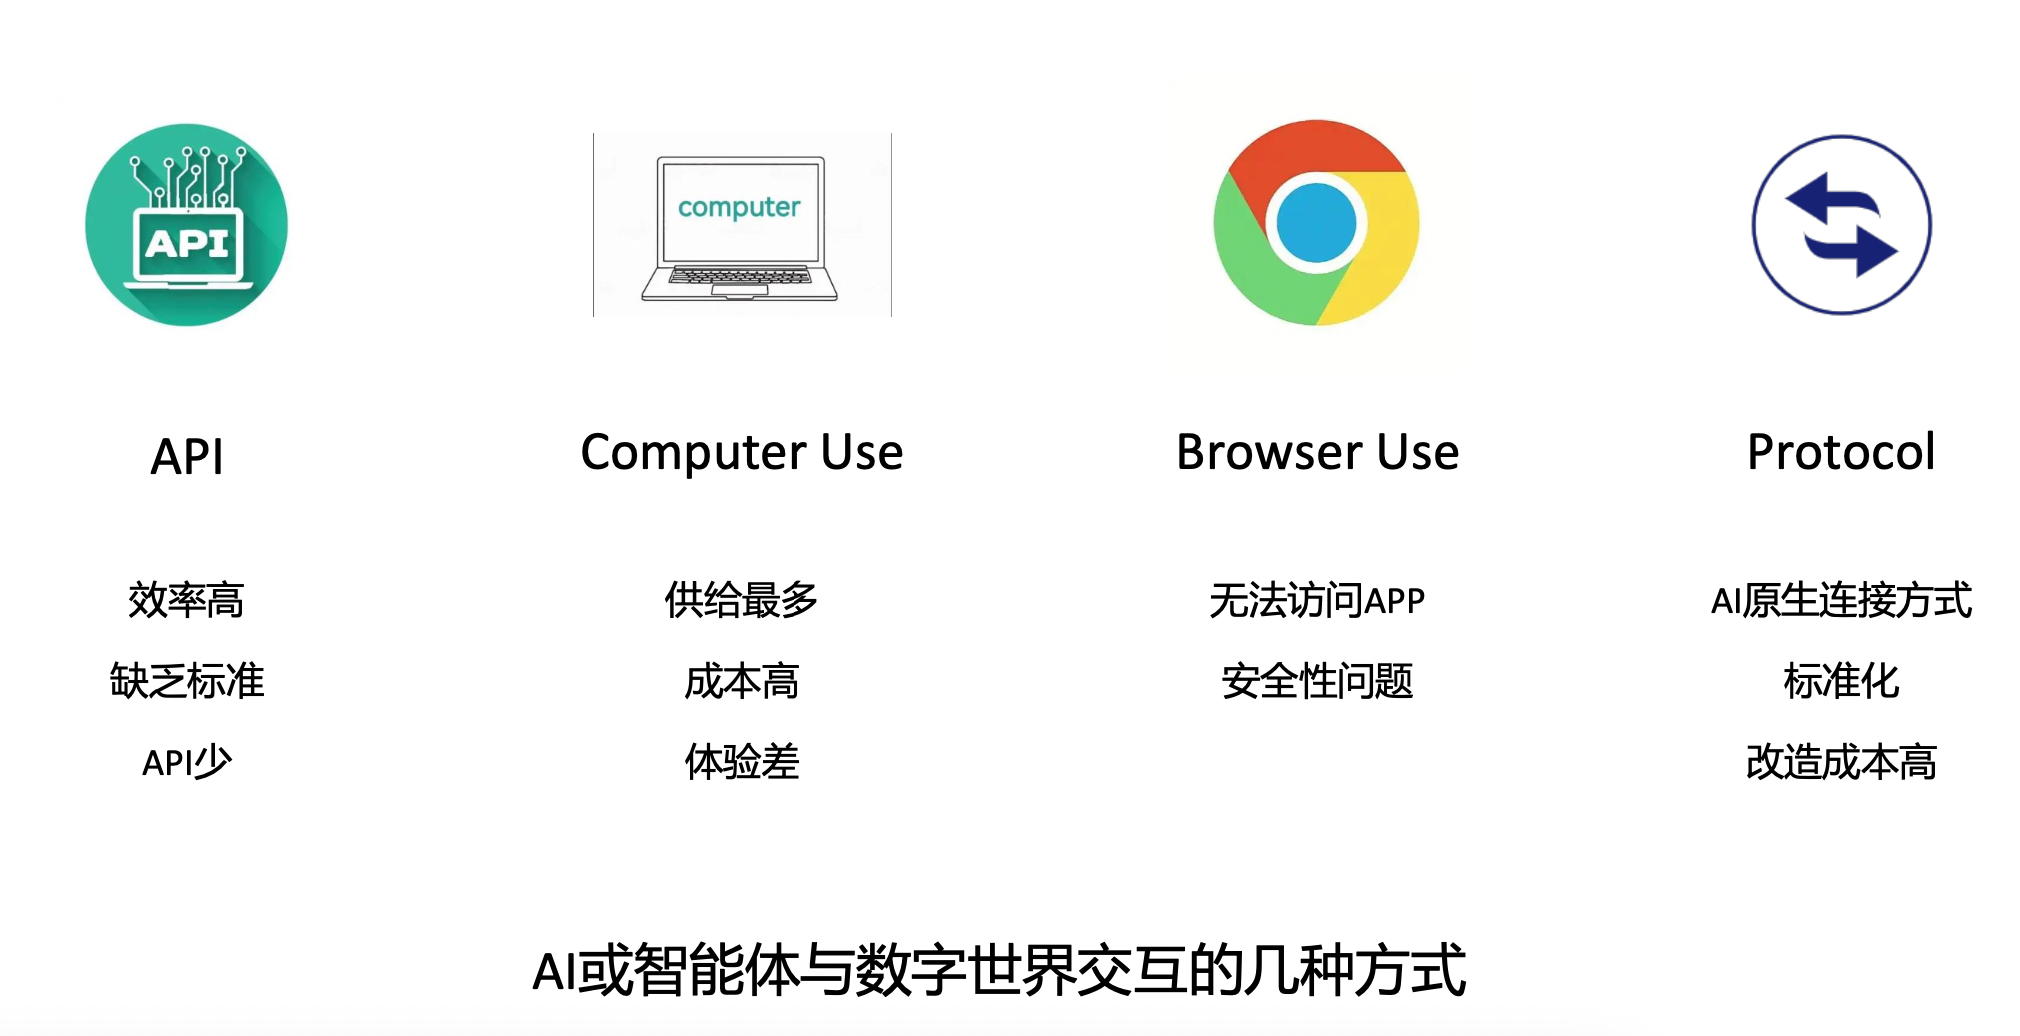 API
computer
API
Computer Use
Browser Use
Protocol
效率高
缺乏标准
API少
供给最多
成本高
体验差
无法访问APP
安全性问题
AI原生连接方式
标准化
改造成本高
AI或智能体与数字世界交互的几种方式